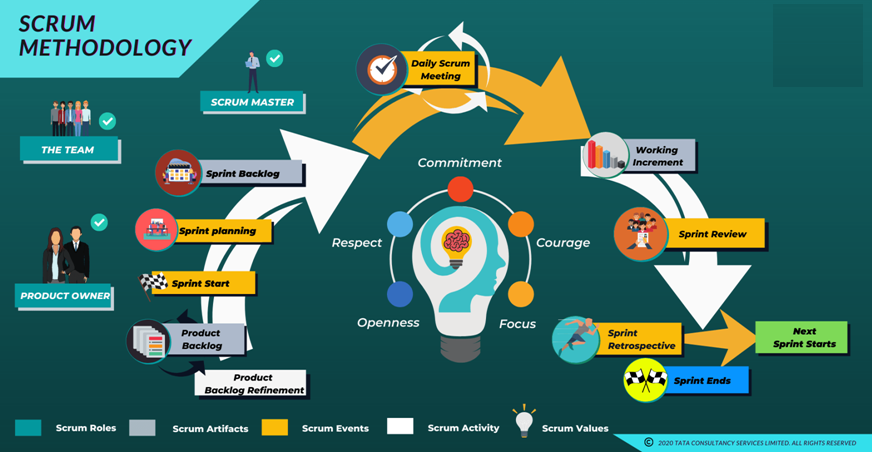 SCRUM
METHODOLOGY
SCRUM MASTER
THE TEAM
PRODUCT OWNER
Daily Scrum
Meeting
Sprint Backlog
Sprint planning
Sprint Start
Product
Backlog
Product
Backlog Refinement
Commitment
Respect
Courage
Openness
Focus
Working
Increment
Sprint Review
Sprint
Retrospective
Next
Sprint Starts
Sprint Ends
Scrum Roles
Scrum Artifacts
Scrum Events
Scrum Activity
Scrum Values
© 2020 TATA CONSULTANCY SERVICES LIMITED. ALL RIGHTS RESERVED